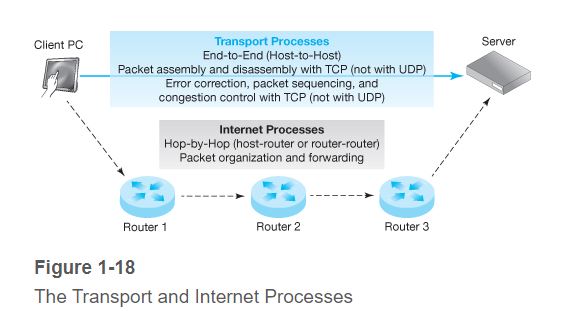 Transport Processes
Client PC
End-to-End (Host-to-Host)
Server
Packet assembly and disassembly with TCP (not with UDP)
Error correction, packet sequencing, and
congestion control with TCP (not with UDP)
Internet Processes
Hop-by-Hop (host-router or router-router)
Packet organization and forwarding
Router 1
Router 2
Router 3
Figure 1-18
The Transport and Internet Processes